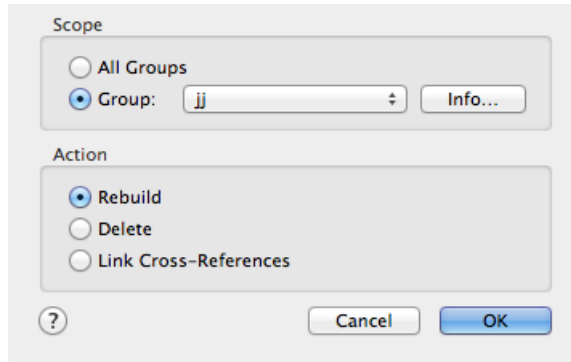 Scope
All Groups
Group: jj Info...
Action
Rebuild
Delete
Link Cross-References
? Cancel OK